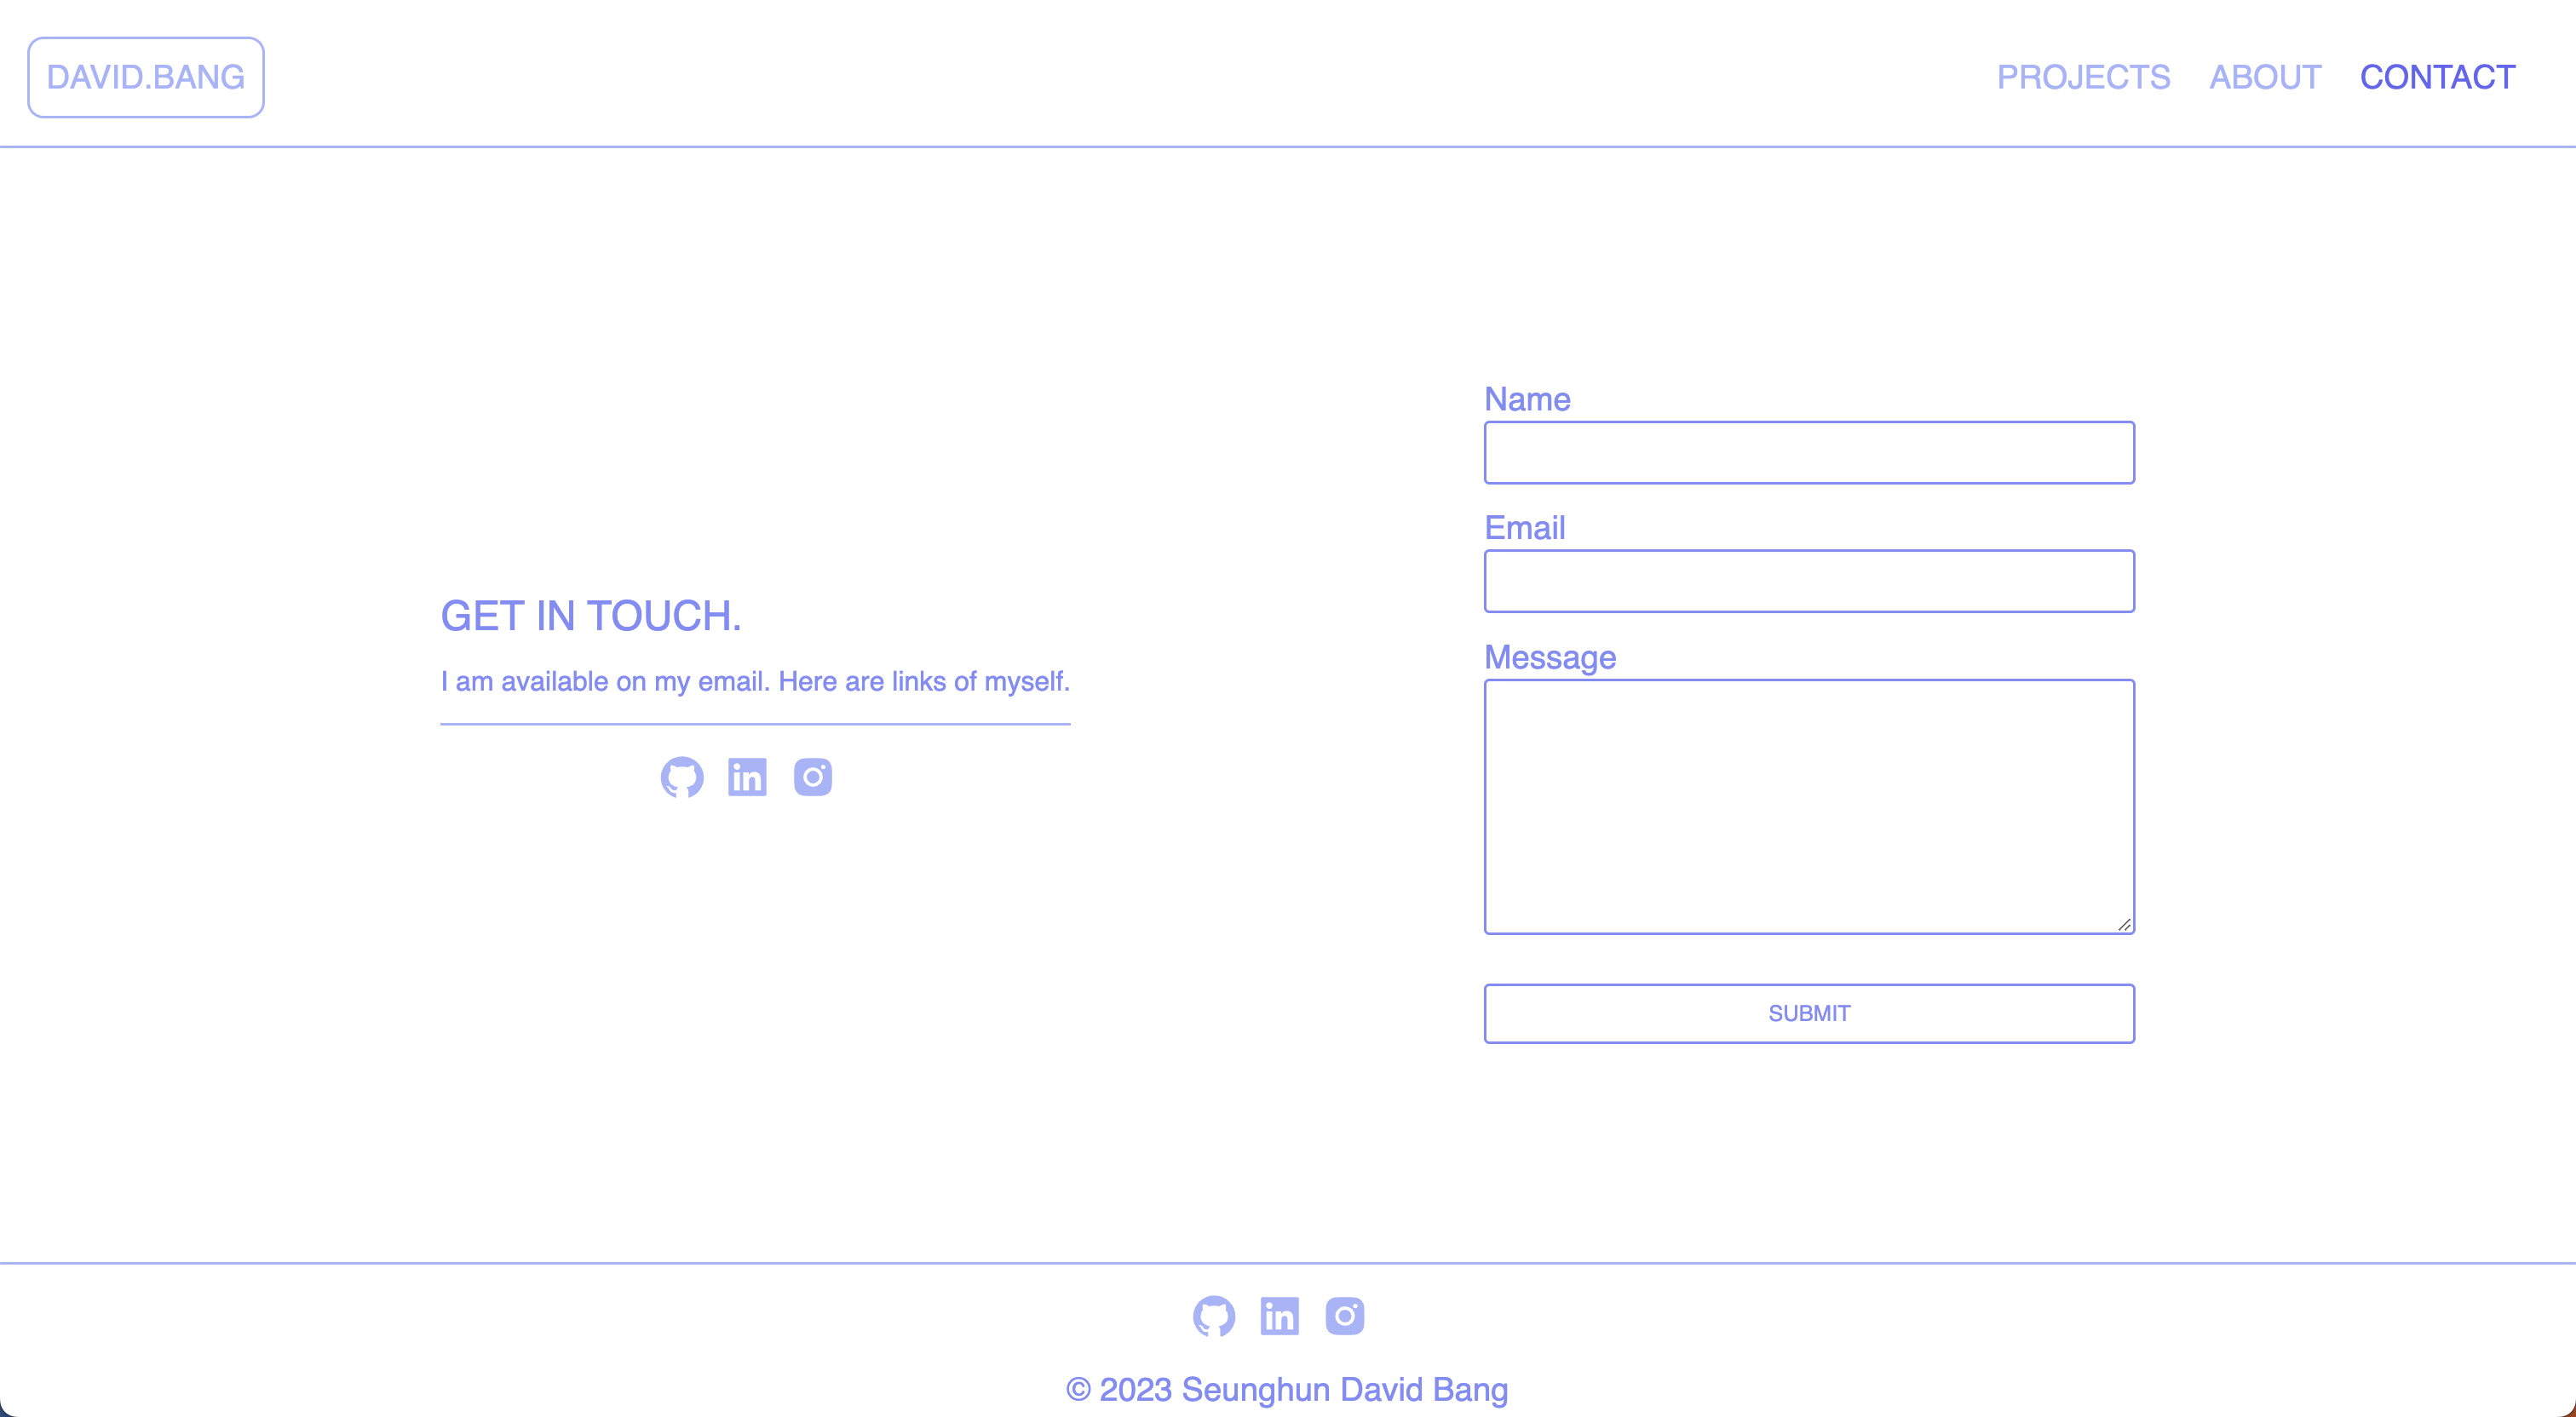 DAVID.BANG
PROJECTS ABOUT CONTACT
GET IN TOUCH.
I am available on my email. Here are links of myself.
Name
Email
Message
SUBMIT
© 2023 Seunghun David Bang